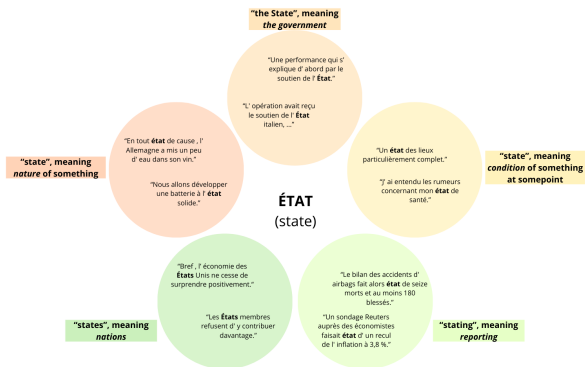 "the State", meaning
the government
"Une performance qui s'
explique d' abord par le
soutien de l' État."
"L' opération avait reçu
le soutien de l' État
italien, ..."
"state", meaning
nature of something
"En tout état de cause , l'
Allemagne a mis un peu
d' eau dans son vin."
"Nous allons développer
une batterie à l' état
solide."
"Un état des lieux
particulièrement complet."
"J' ai entendu les rumeurs
concernant mon état de
santé."
"state", meaning
condition of something
at somepoint
ÉTAT
(state)
"Bref , l' économie des
États Unis ne cesse de
surprendre positivement."
"Les États membres
refusent d' y contribuer
davantage."
"states", meaning
nations
"Le bilan des accidents d'
airbags fait alors état de seize
morts et au moins 180
blessés."
"Un sondage Reuters
auprès des économistes
faisait état d' un recul
de l' inflation à 3,8 %."
"stating", meaning
reporting